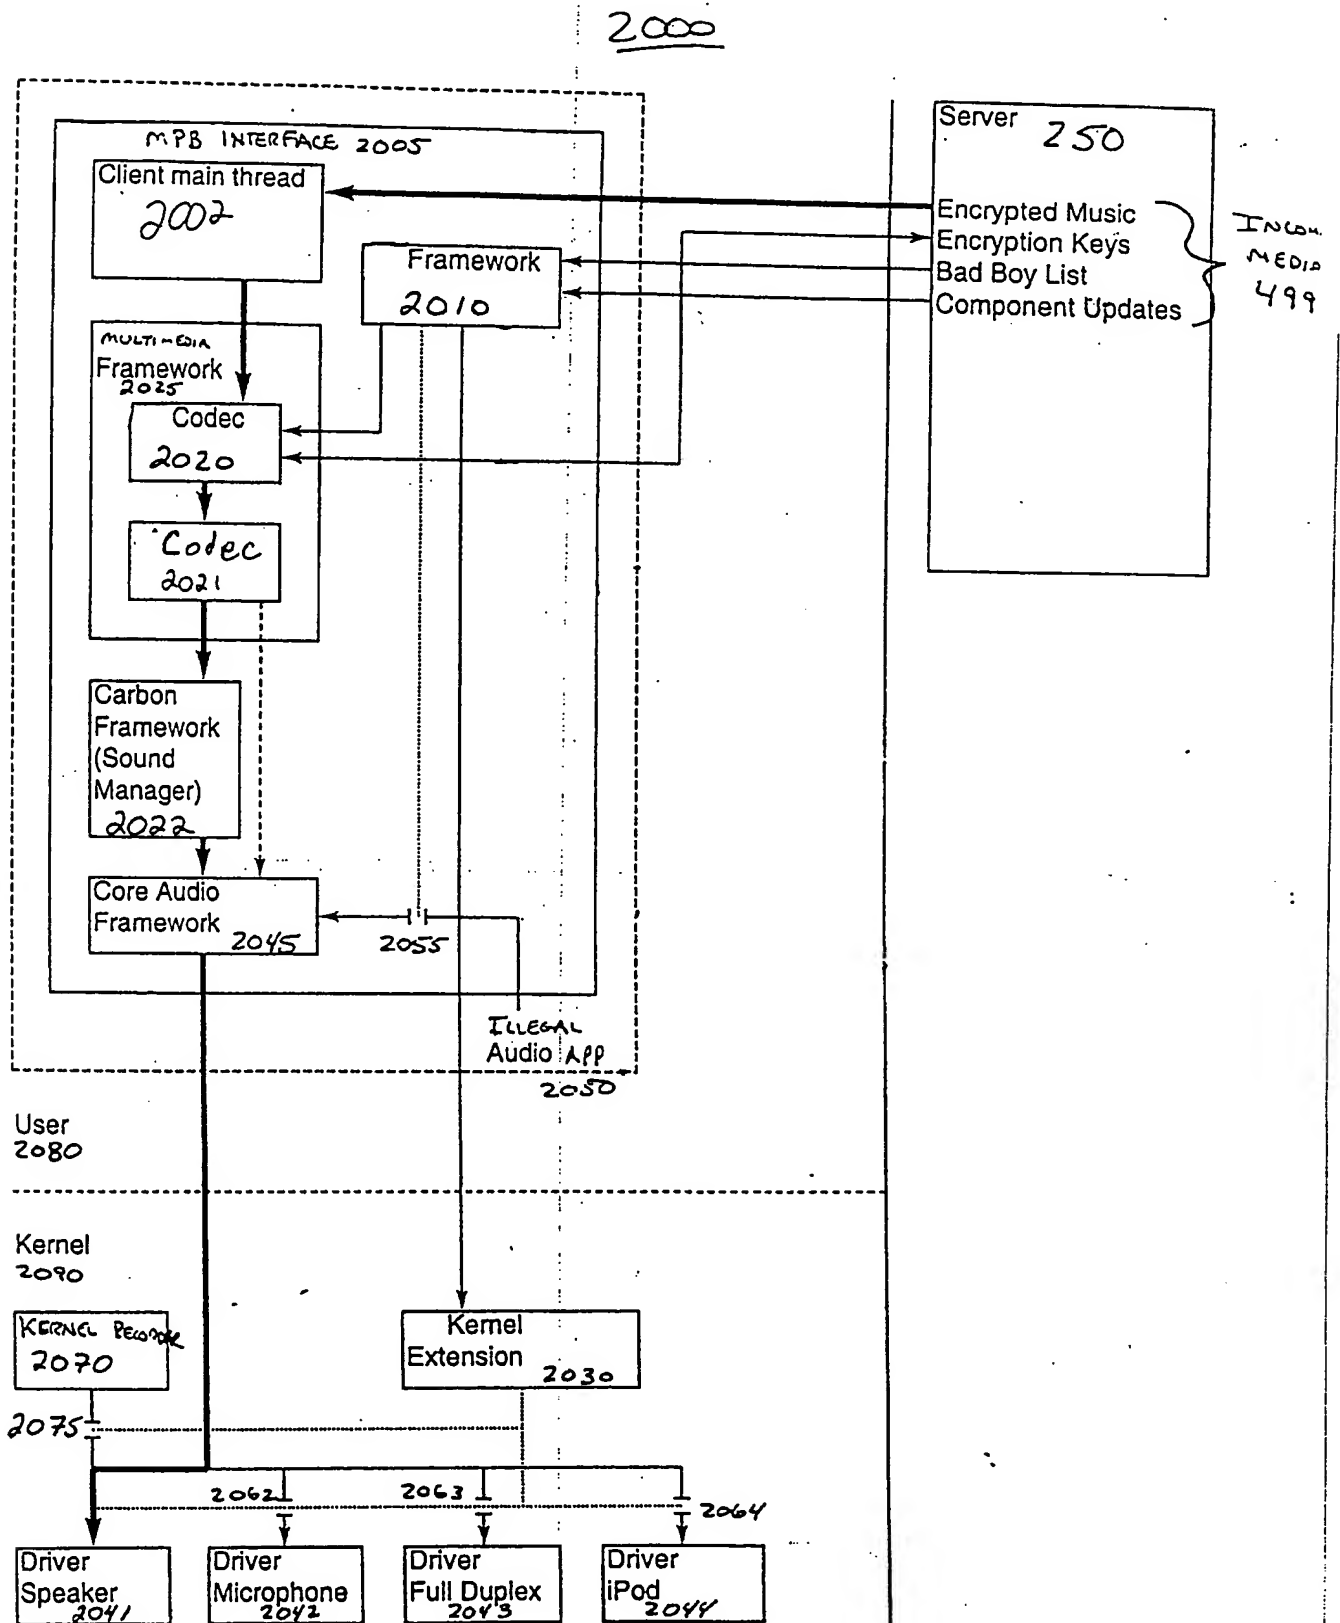 2000
MPB INTERFACE 2005
Client main thread
2002
Framework
2010
MULTIMEDIA
Framework
2025
Codec
2020
Codec
2021
Carbon
Framework
(Sound
Manager)
2022
Core Audio
Framework
2045
2055
ILLEGAL
Audio APP
2050
Server 250
Encrypted Music
Encryption Keys
Bad Boy List
Component Updates
INCOM.
MEDIA
499
User
2080
Kernel
2090
KERNEL RECORDER
2070
Kernel
Extension
2030
2075
2062
2063
2064
Driver
Speaker
2041
Driver
Microphone
2042
Driver
Full Duplex
2043
Driver
iPod
2044